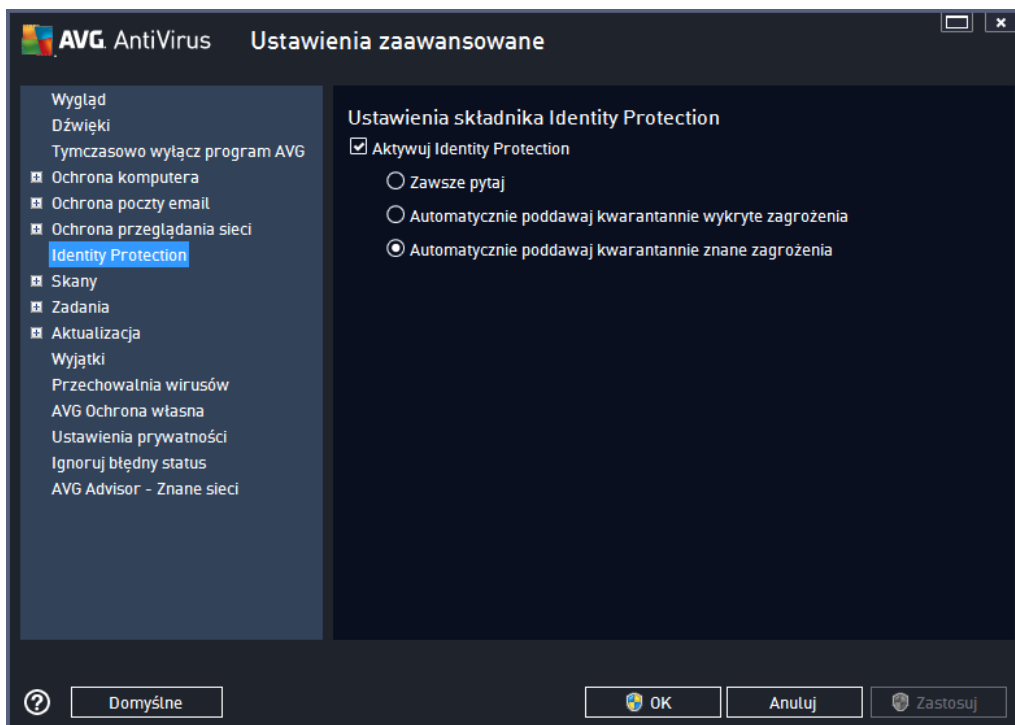 AVG. AntiVirus Ustawienia zaawansowane
Wygląd
Dźwięki
Tymczasowo wyłącz program AVG
Ochrona komputera
Ochrona poczty email
Ochrona przeglądania sieci
Identity Protection
Skany
Zadania
Aktualizacja
Wyjątki
Przechowalnia wirusów
AVG Ochrona własna
Ustawienia prywatności
Ignoruj błędny status
AVG Advisor - Znane sieci
Ustawienia składnika Identity Protection
Aktywuj Identity Protection
Zawsze pytaj
Automatycznie poddawaj kwarantannie wykryte zagrożenia
Automatycznie poddawaj kwarantannie znane zagrożenia
? Domyślne OK Anuluj Zastosuj